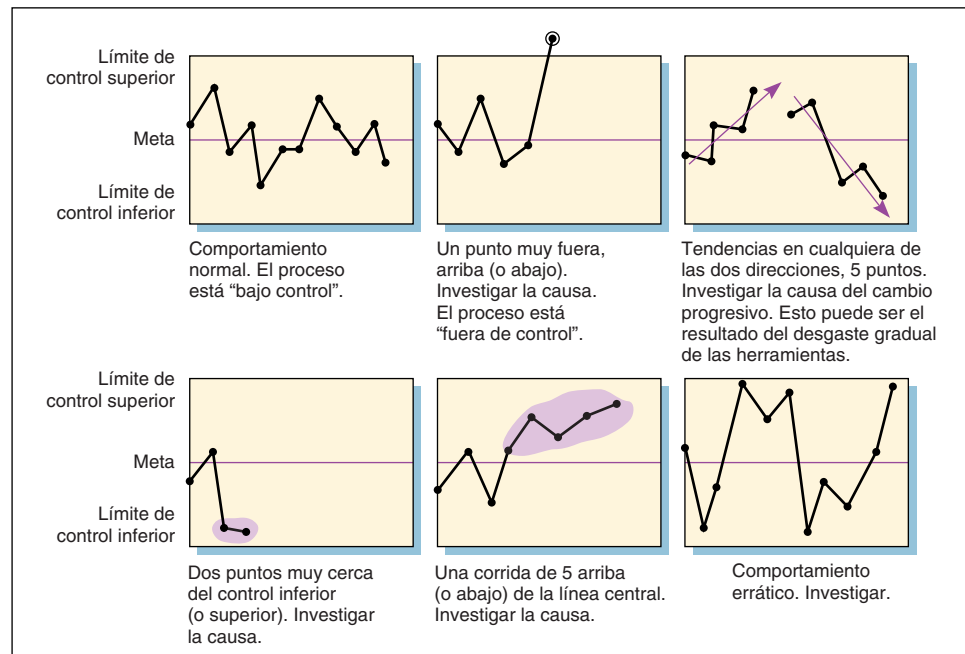 Límite de
control superior
Meta
Límite de
control inferior
Comportamiento
normal. El proceso
está “bajo control”.
Un punto muy fuera,
arriba (o abajo).
Investigar la causa.
El proceso está
“fuera de control”.
Tendencias en cualquiera de
las dos direcciones, 5 puntos.
Investigar la causa del cambio
progresivo. Esto puede ser el
resultado del desgaste gradual
de las herramientas.
Límite de
control superior
Meta
Límite de
control inferior
Dos puntos muy cerca
del control inferior
(o superior). Investigar
la causa.
Una corrida de 5 arriba
(o abajo) de la línea central.
Investigar la causa.
Comportamiento
errático. Investigar.